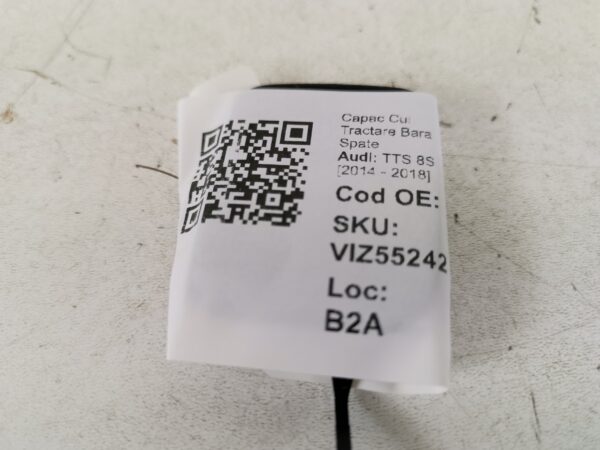 Capac Cui
Tractare Bara
Spate
Audi: TTS 8S
[2014 - 2018]
Cod OE:
SKU:
VIZ55242
Loc:
B2A